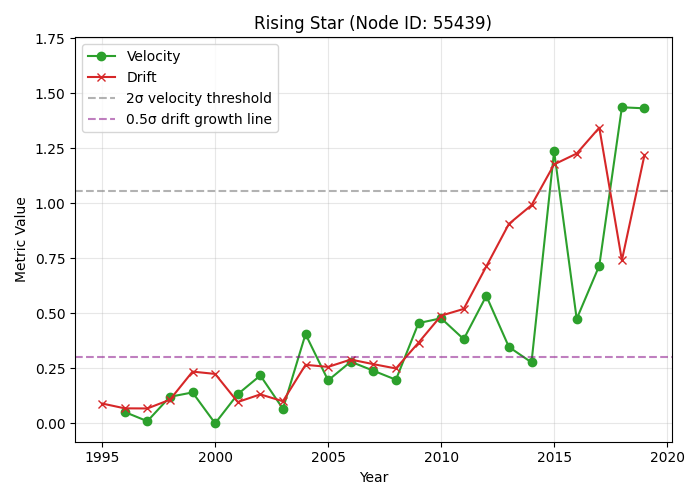 Rising Star (Node ID: 55439)
Velocity
Drift
2σ velocity threshold
0.5σ drift growth line
Metric Value
1.75
1.50
1.25
1.00
0.75
0.50
0.25
0.00
1995 2000 2005 2010 2015 2020
Year